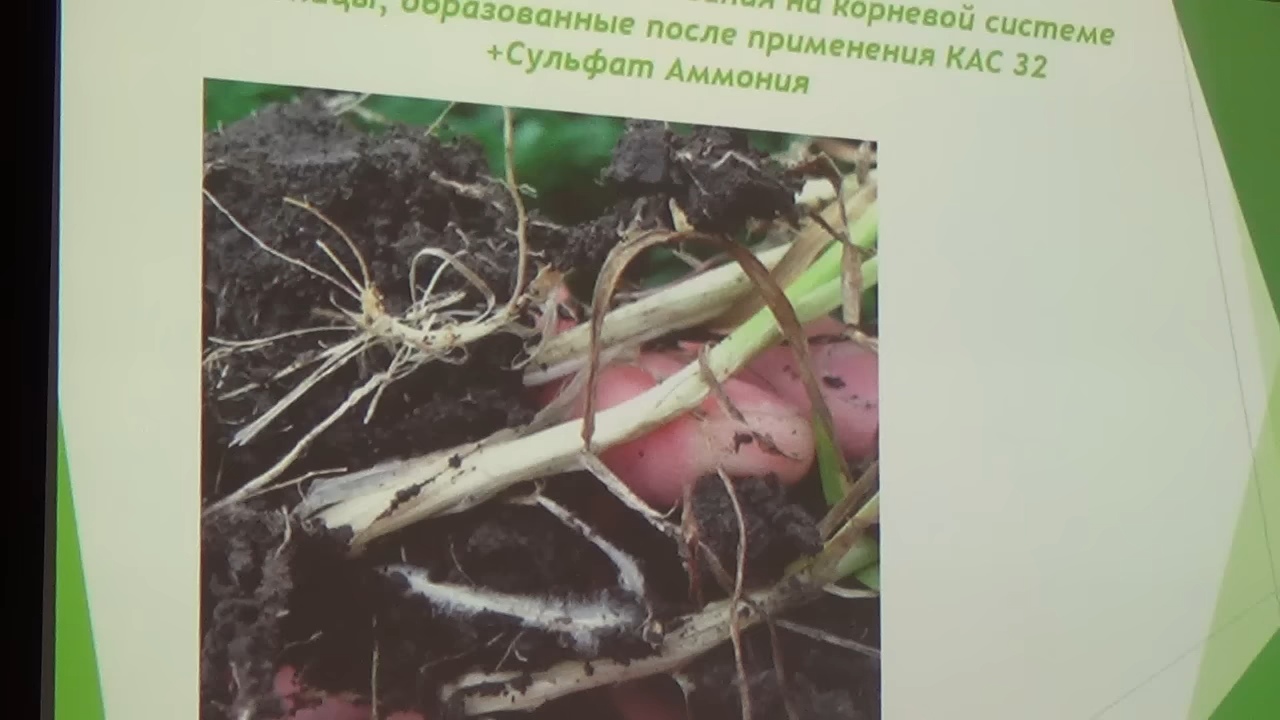 на корневой системе
образованные после применения КАС 32
+Сульфат Аммония